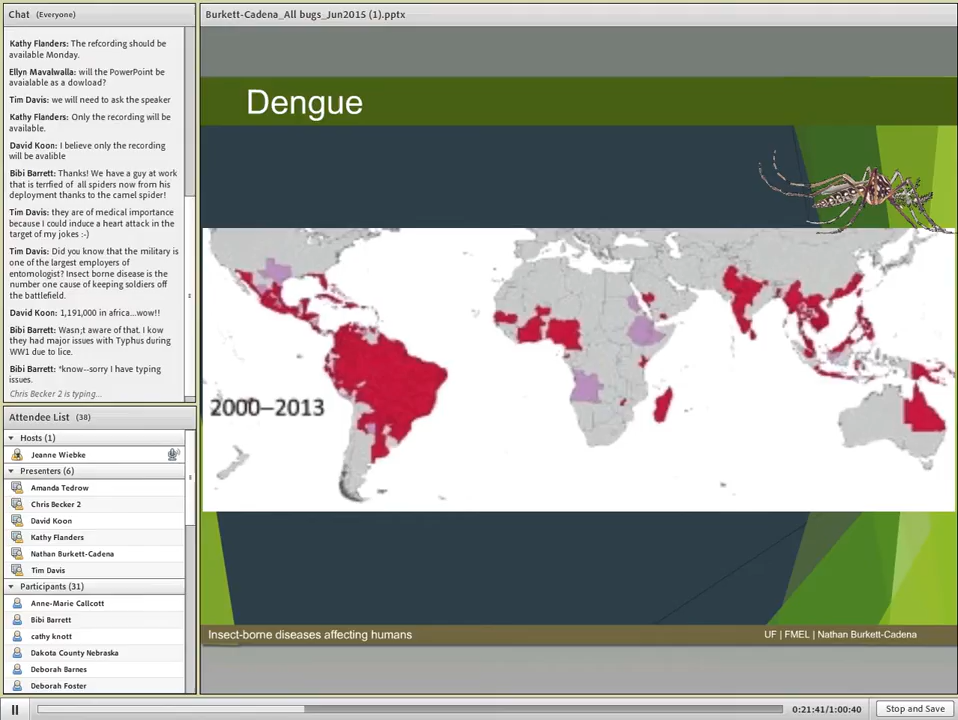 Chat (Everyone)
Kathy Flanders: The refcording should be
available Monday.
Ellyn Mavalwalla: will the PowerPoint be
avaialable as a dowload?
Tim Davis: we will need to ask the speaker
Kathy Flanders: Only the recording will be
available.
David Koon: I believe only the recording
will be avalible
Bibi Barrett: Thanks! We have a guy at work
that is terrfied of all spiders now from his
deployment thanks to the camel spider!
Tim Davis: they are of medical importance
because I could induce a heart attack in the
target of my jokes :-)
Tim Davis: Did you know that the military is
one of the largest employers of
entomologist? Insect borne disease is the
number one cause of keeping soldiers off
the battlefield.
David Koon: 1,191,000 in africa...wow!!
Bibi Barrett: Wasn;t aware of that. I kow
they had major issues with Typhus during
WW1 due to lice.
Bibi Barrett: *know--sorry I have typing
issues.
Chris Becker 2 is typing...
Attendee List (38)
Hosts (1)
Jeanne Wiebke
Presenters (6)
Amanda Tedrow
Chris Becker 2
David Koon
Kathy Flanders
Nathan Burkett-Cadena
Tim Davis
Participants (31)
Anne-Marie Callcott
Bibi Barrett
cathy knott
Dakota County Nebraska
Deborah Barnes
Deborah Foster
Burkett-Cadena_All bugs_Jun2015 (1).pptx
Dengue
2000–2013
Insect-borne diseases affecting humans
UF | FMEL | Nathan Burkett-Cadena
0:21:41/1:00:40
Stop and Save